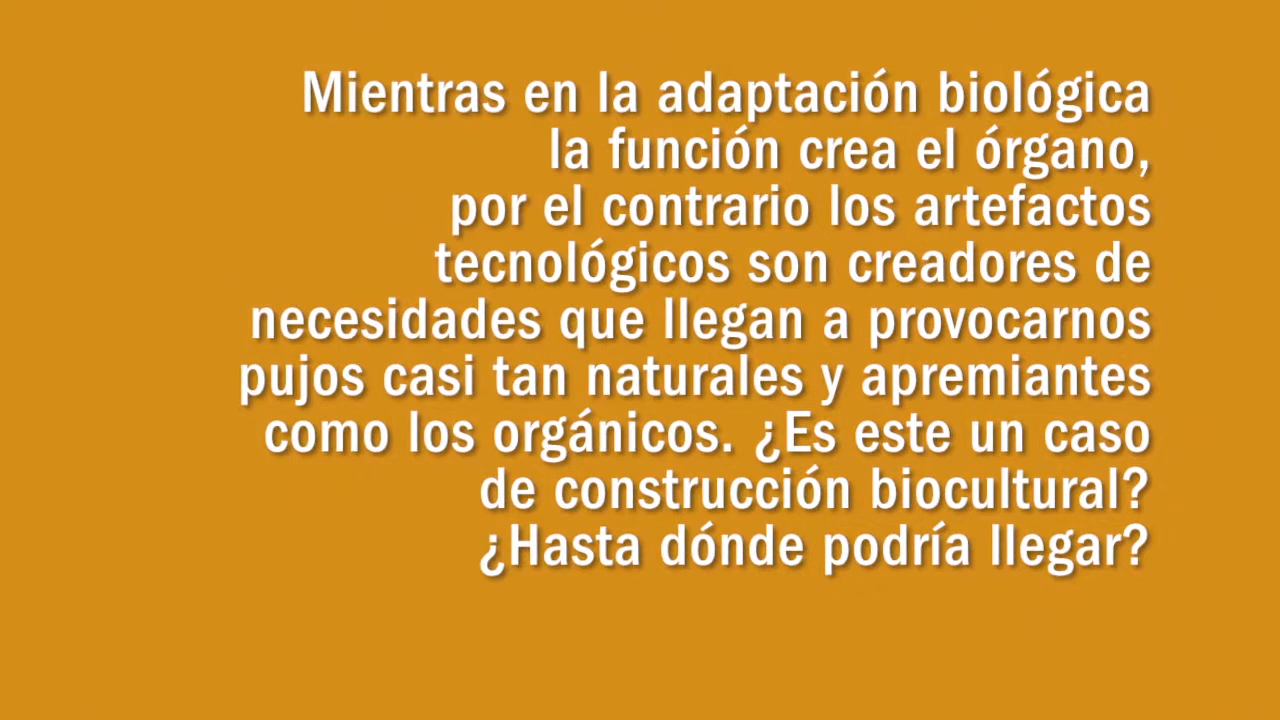 Mientras en la adaptación biológica
la función crea el órgano,
por el contrario los artefactos
tecnológicos son creadores de
necesidades que llegan a provocarnos
pujos casi tan naturales y apremiantes
como los orgánicos. ¿Es este un caso
de construcción biocultural?
¿Hasta dónde podría llegar?